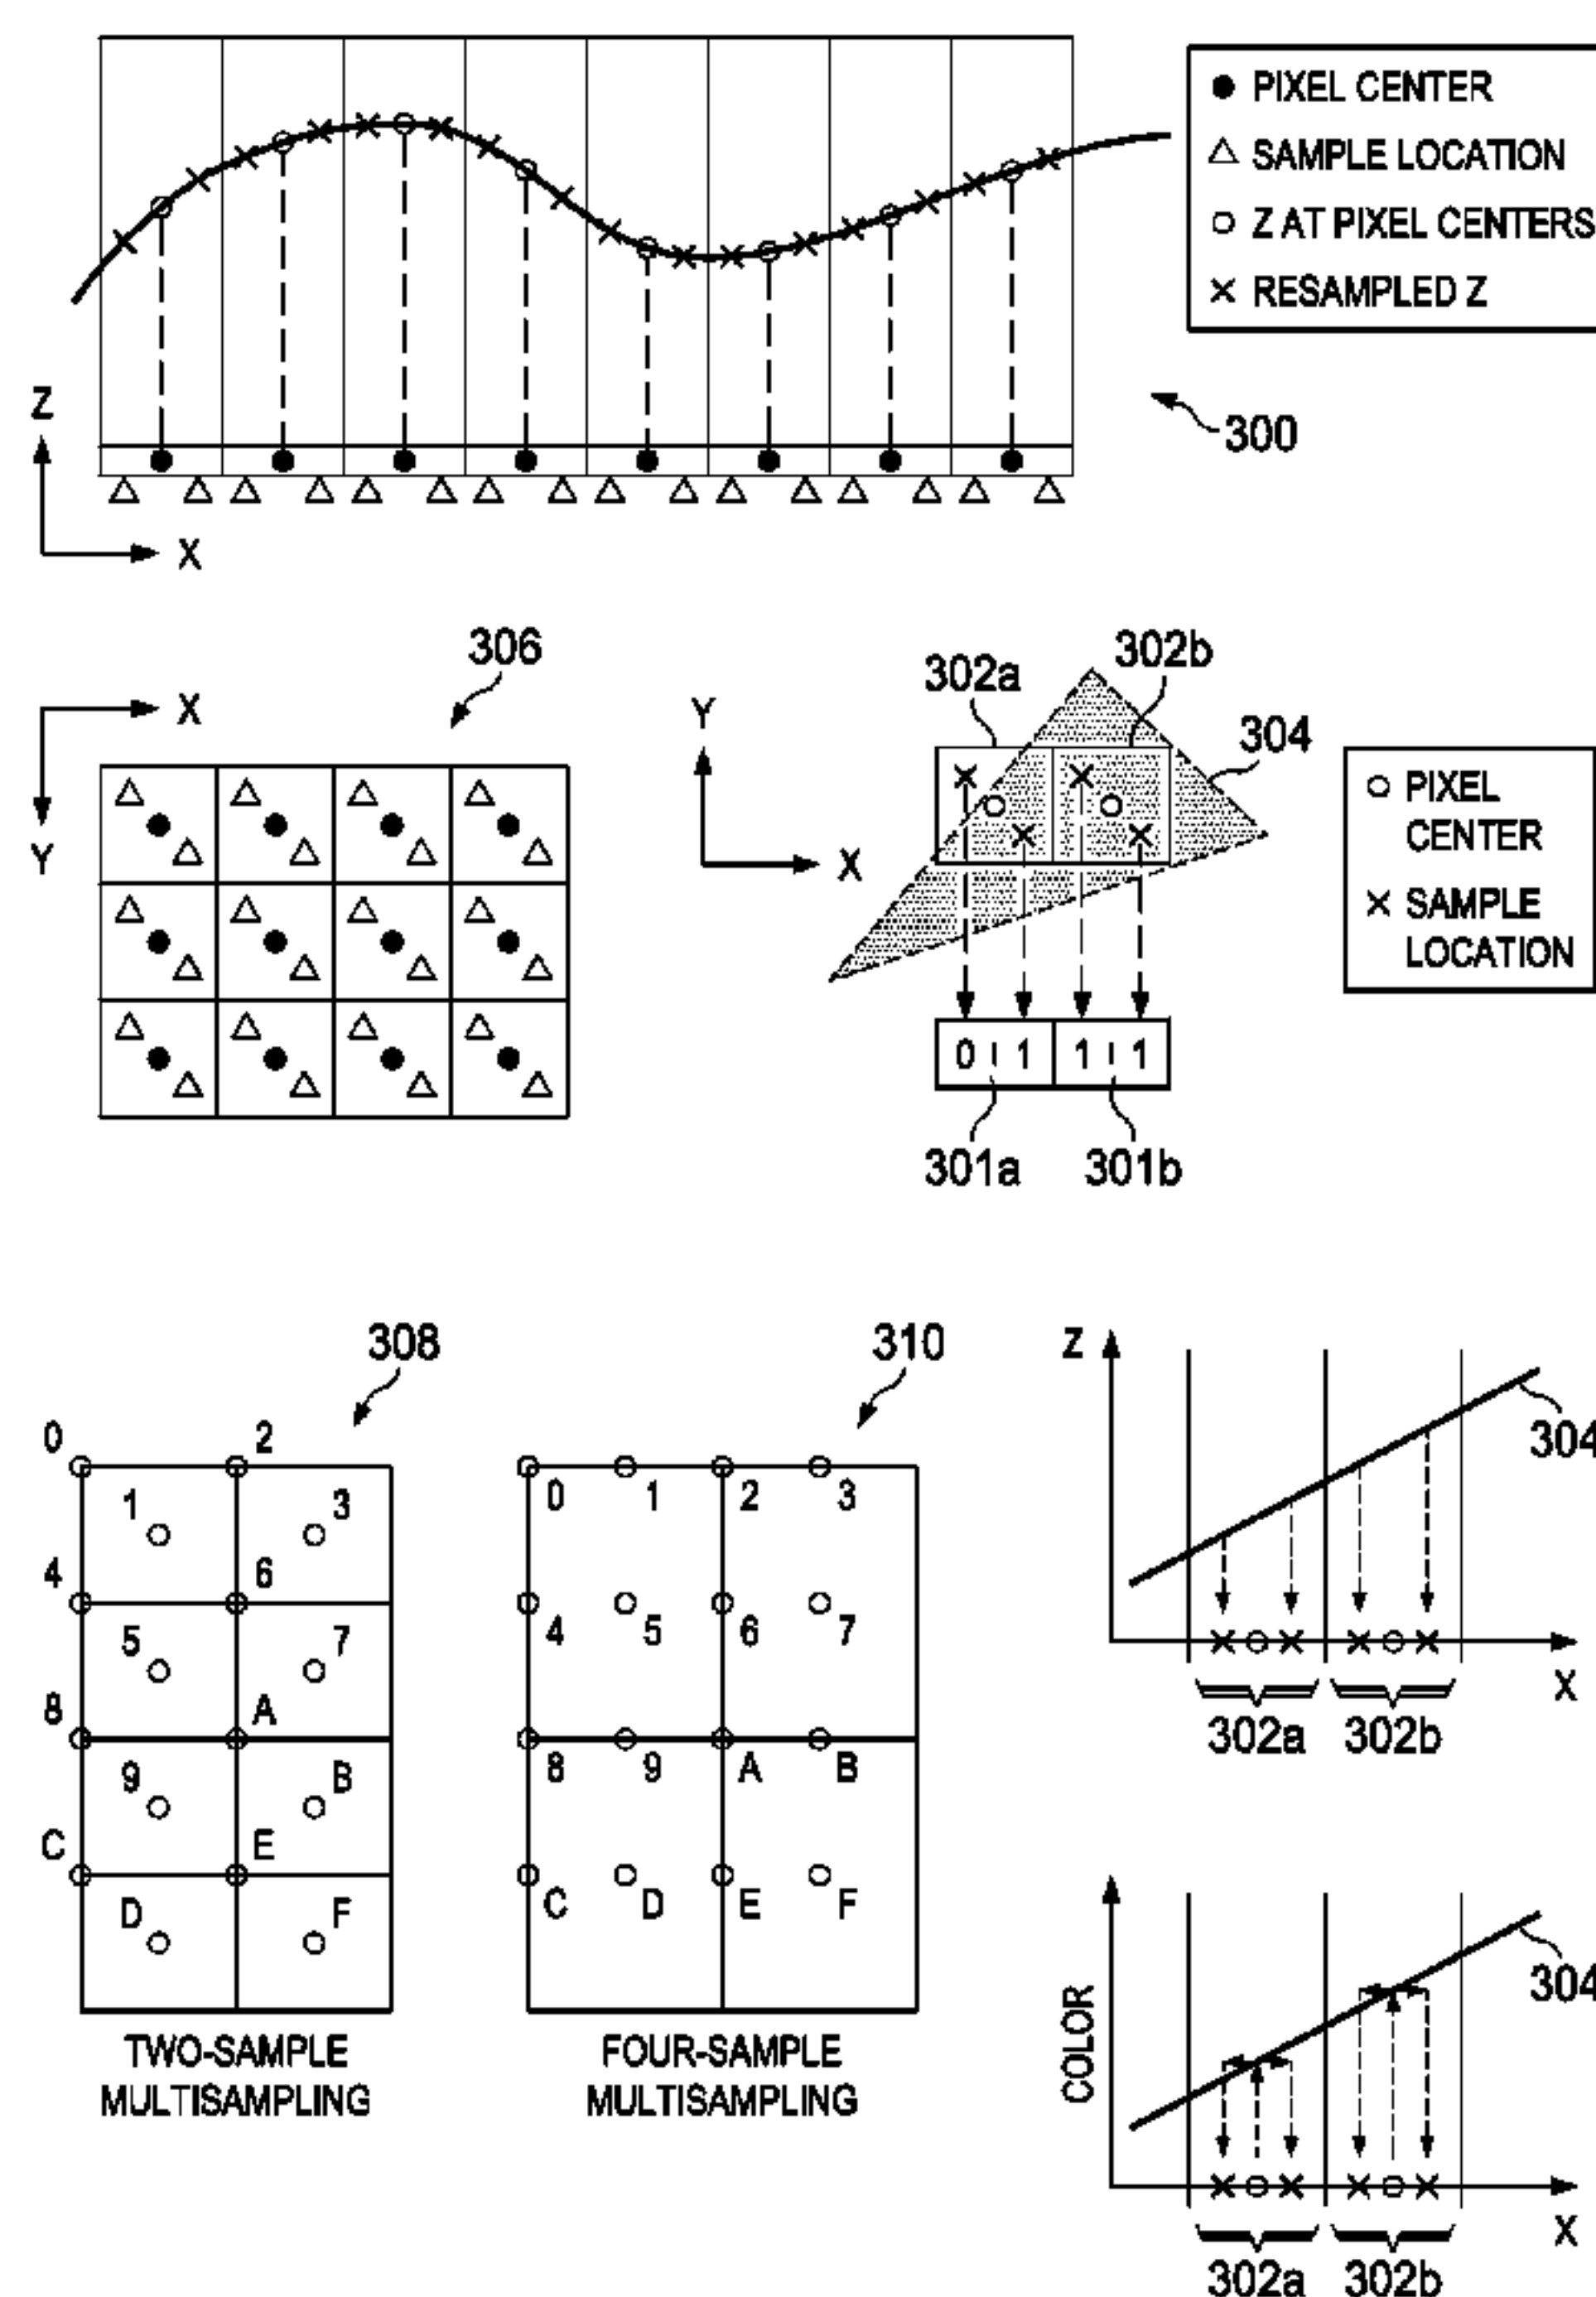 ● PIXEL CENTER
△ SAMPLE LOCATION
○ Z AT PIXEL CENTERS
× RESAMPLED Z
Z
X
300
306
X
Y
302a
302b
304
Y
X
○ PIXEL
CENTER
× SAMPLE
LOCATION
0 1 1 1
301a 301b
308
0 2
1 3
4 6
5 7
8 A
9 B
C E
D F
TWO-SAMPLE
MULTISAMPLING
310
0 1 2 3
4 5 6 7
8 9 A B
C D E F
FOUR-SAMPLE
MULTISAMPLING
Z
304
X
302a 302b
COLOR
304
X
302a 302b